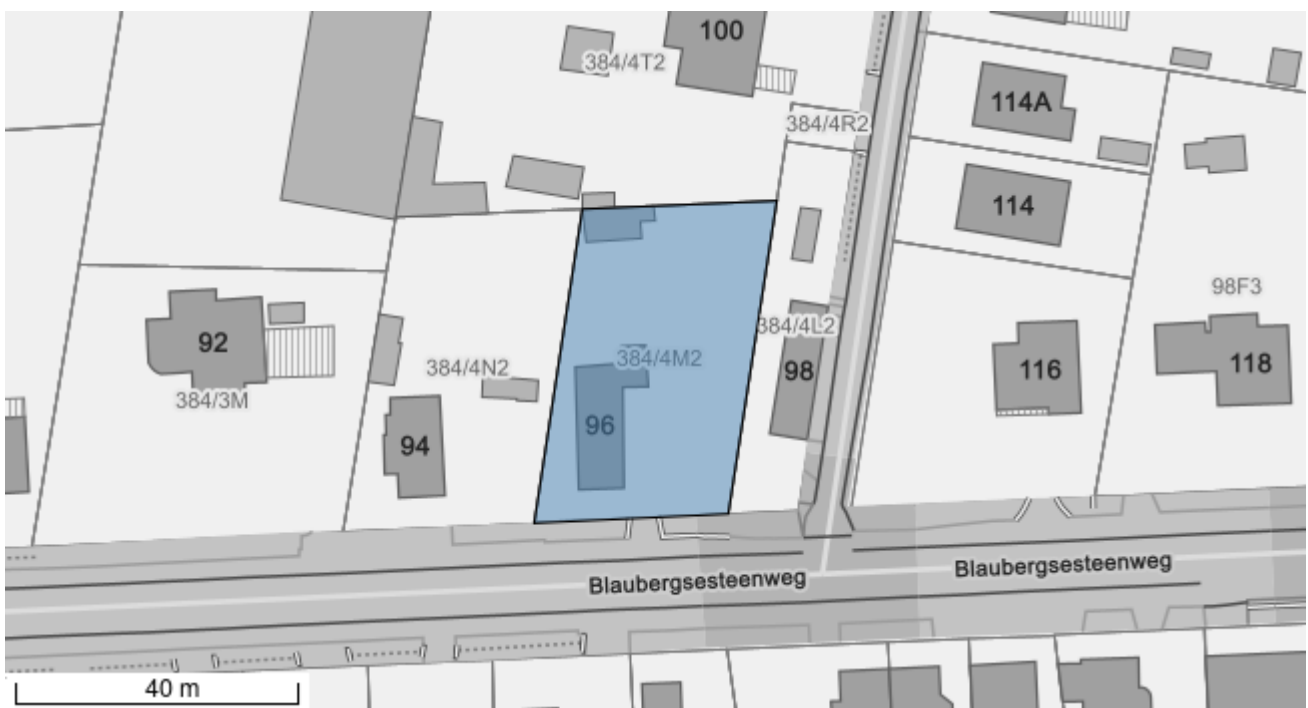 100
384/4T2
114A
384/4R2
114
98F3
92
384/4L2
384/4M2
384/4N2
98
116
118
384/3M
96
94
Blaubergsesteenweg
Blaubergsesteenweg
40 m